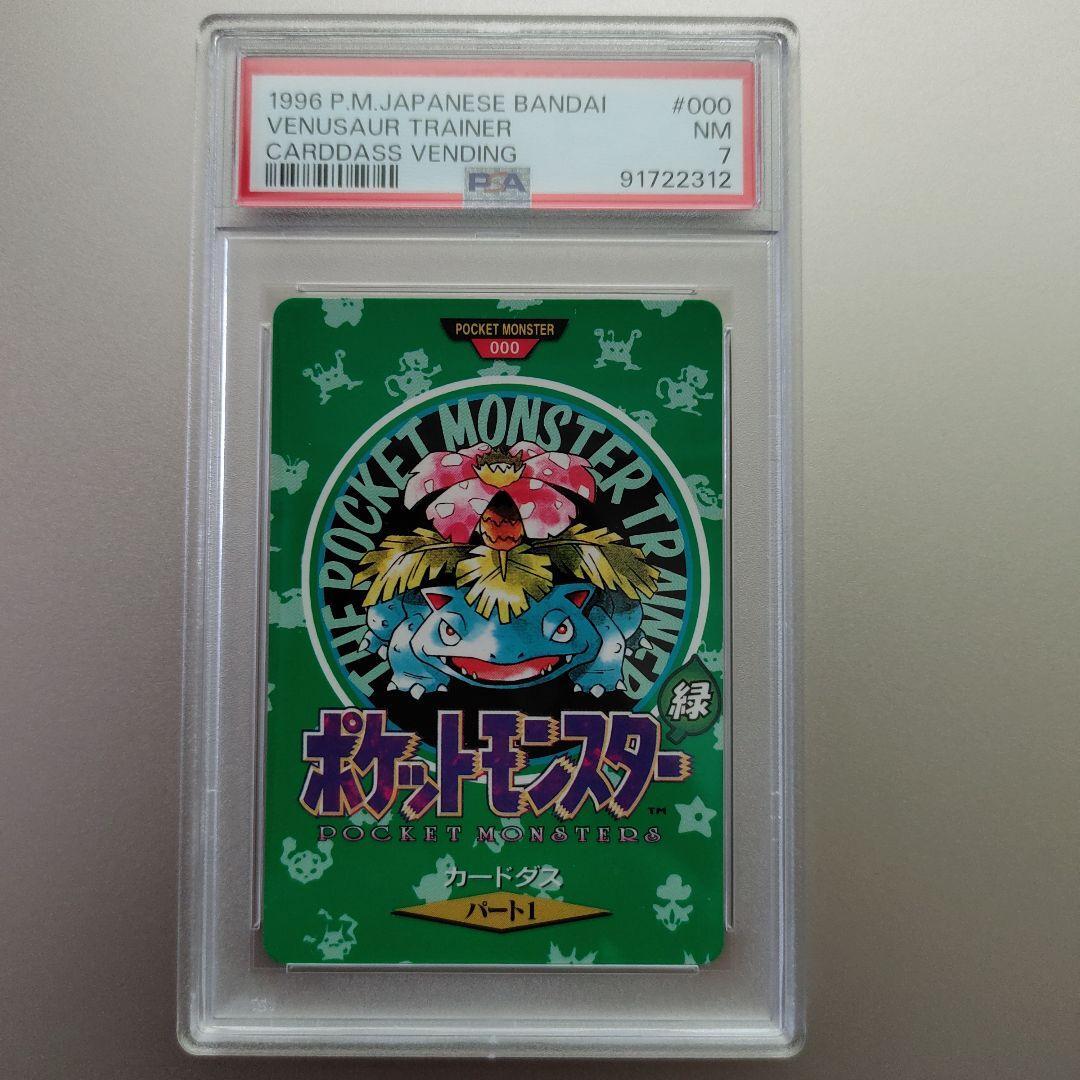 1996 P.M.JAPANESE BANDAI #000
VENUSAUR TRAINER NM
CARDDASS VENDING 7
PSA 91722312
POCKET MONSTER
000
THE POCKET MONSTER TRAINER
緑
ポケットモンスター
TM
POCKET MONSTERS
カードダス
パート1